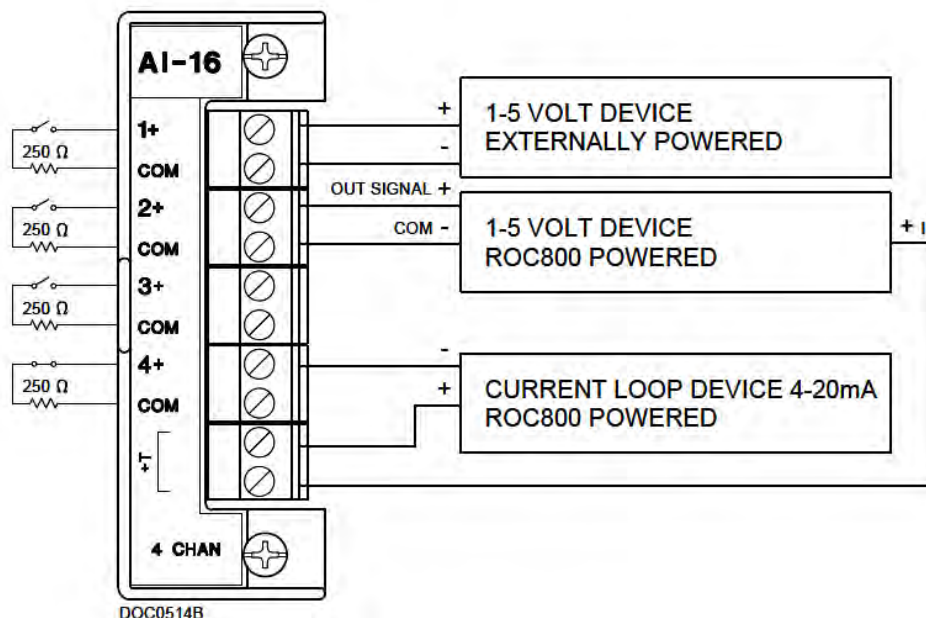 AI-16
1+
250 Ω
COM
2+
250 Ω
COM
3+
250 Ω
COM
4+
250 Ω
COM
+T
4 CHAN
DOC0514B
+
-
1-5 VOLT DEVICE
EXTERNALLY POWERED
OUT SIGNAL +
COM -
1-5 VOLT DEVICE
ROC800 POWERED
+ I
-
+
CURRENT LOOP DEVICE 4-20mA
ROC800 POWERED